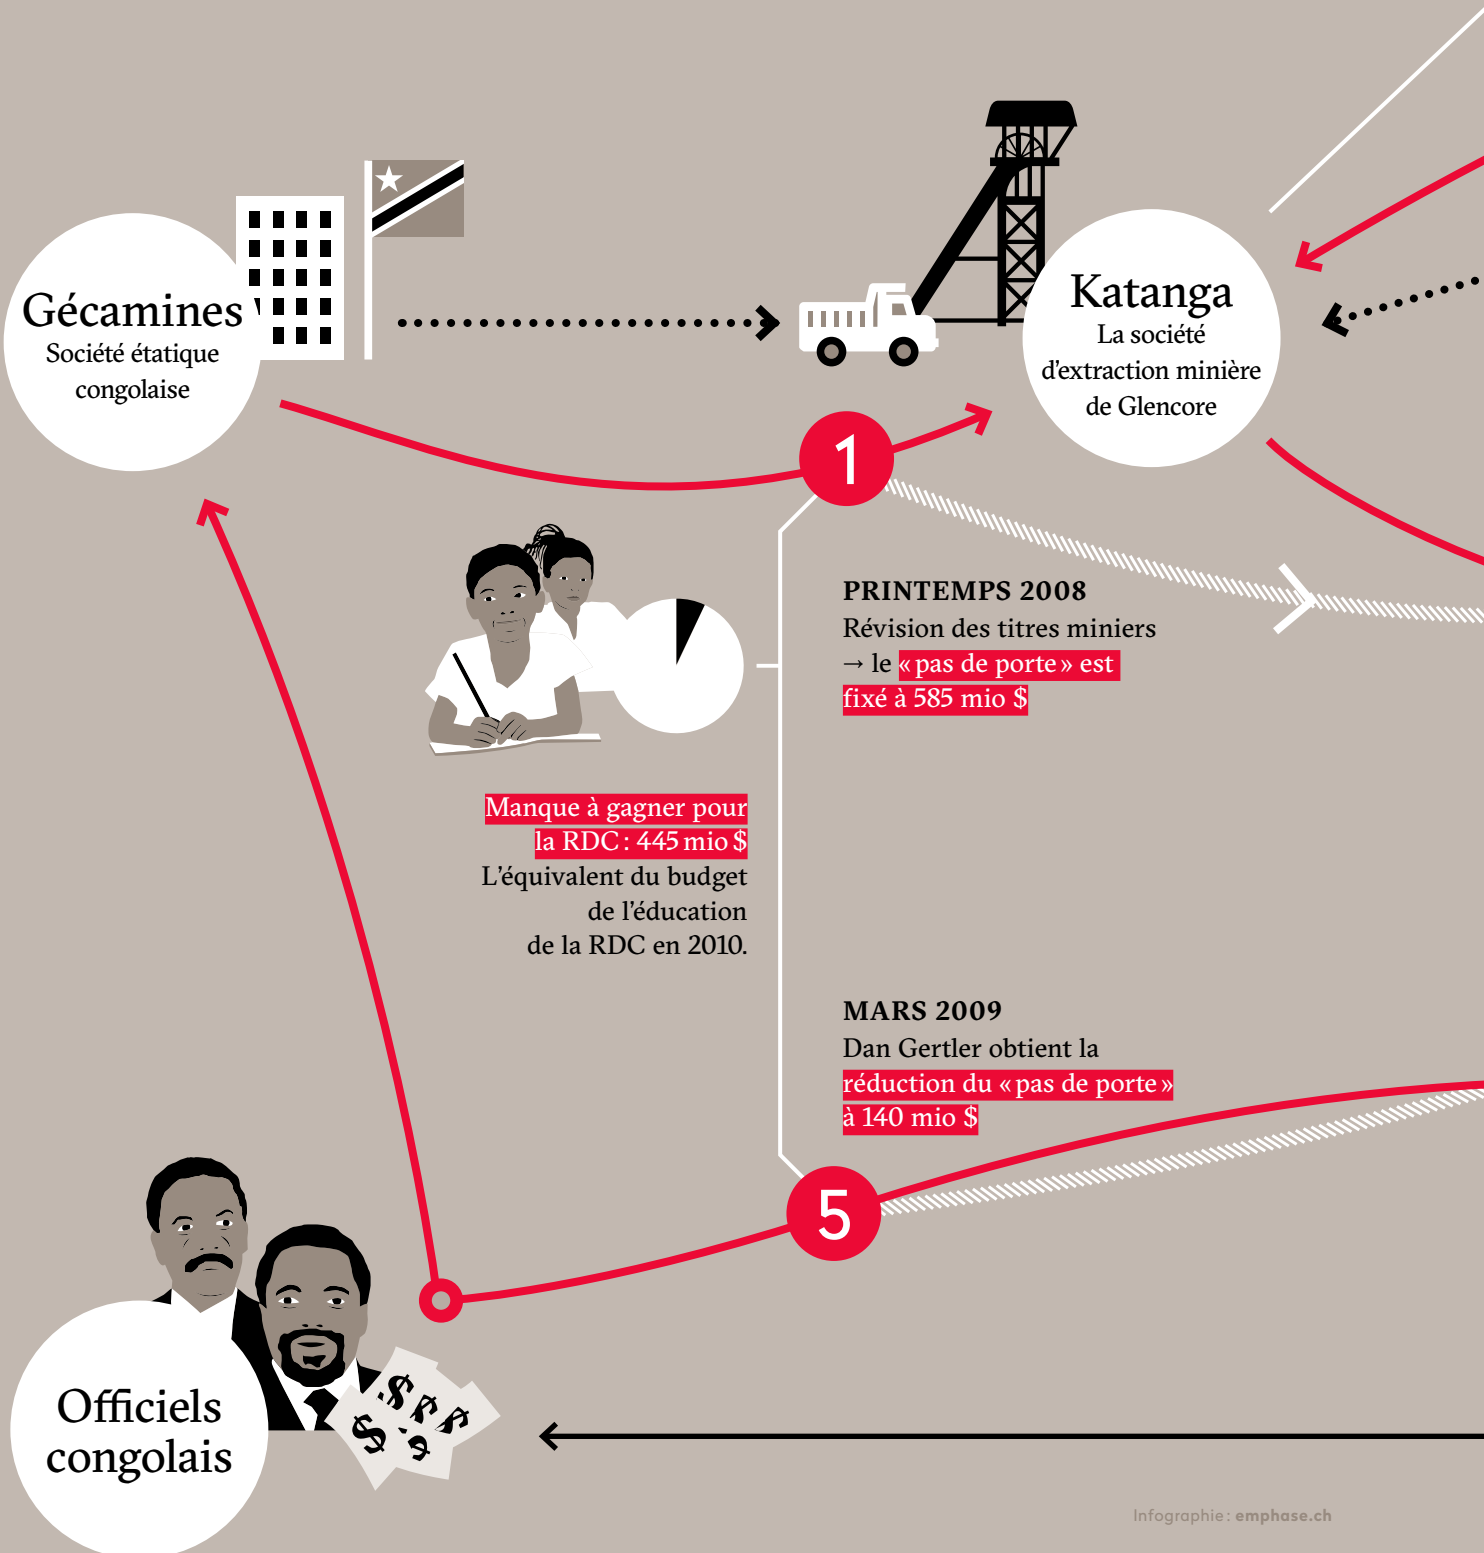 Gécamines
Société étatique
congolaise
Katanga
La société
d'extraction minière
de Glencore
1
PRINTEMPS 2008
Révision des titres miniers
→ le « pas de porte » est
fixé à 585 mio $
Manque à gagner pour
la RDC : 445 mio $
L'équivalent du budget
de l'éducation
de la RDC en 2010.
MARS 2009
Dan Gertler obtient la
réduction du « pas de porte »
à 140 mio $
5
Officiels
congolais
$ $ $ $ $
Infographie : emphase.ch